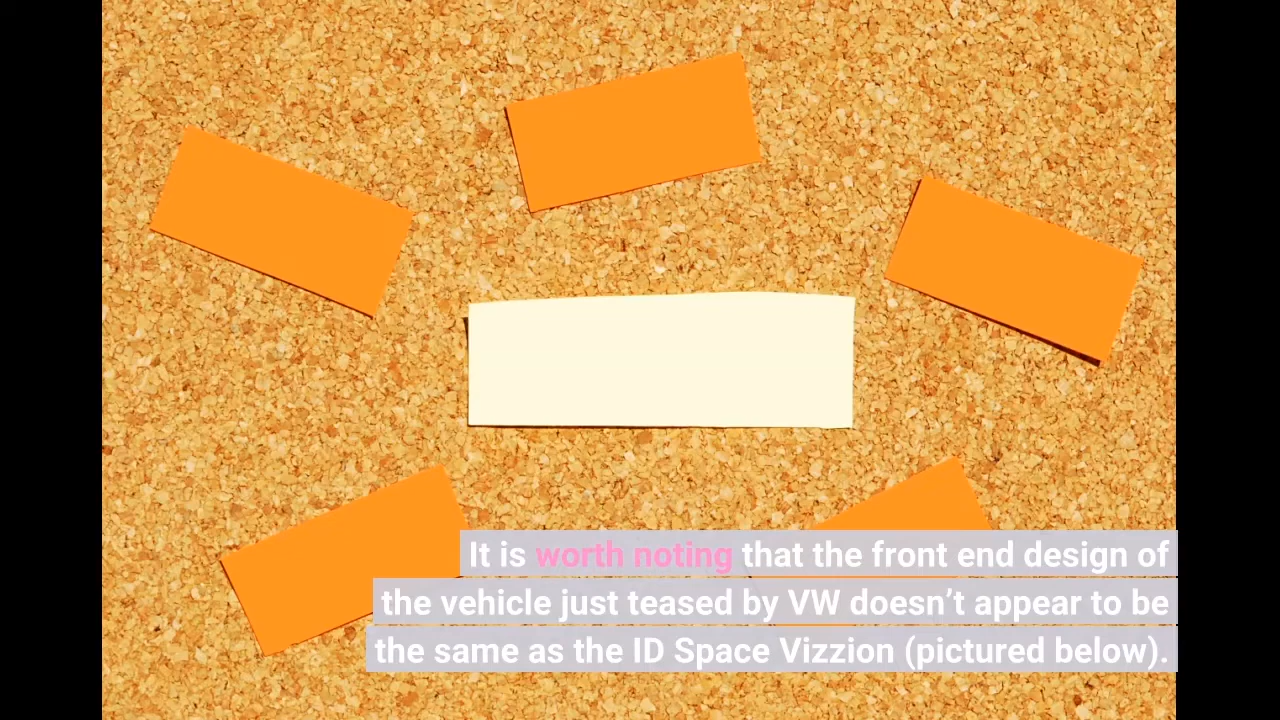 It is worth noting that the front end design of
the vehicle just teased by VW doesn’t appear to be
the same as the ID Space Vizzion (pictured below).